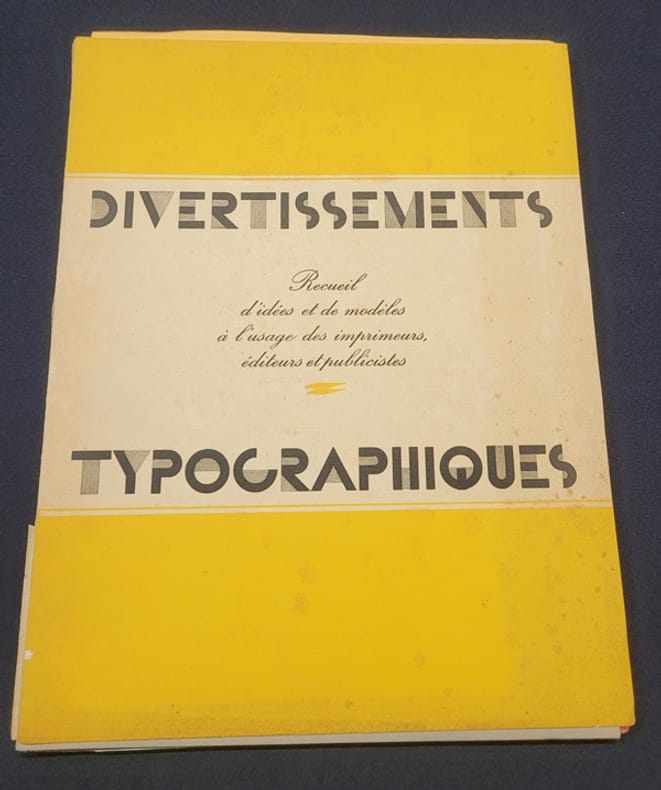 DIVERTISSEMENTS
Recueil
d'idées et de modèles
à l'usage des imprimeurs,
éditeurs et publicistes
TYPOGRAPHIQUES